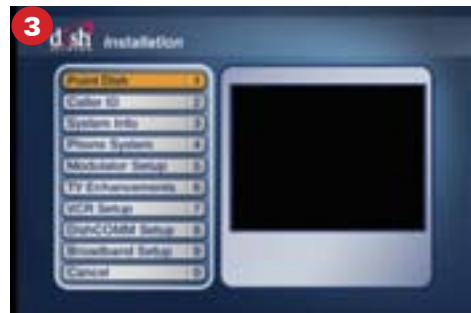 3
dish Installation
Point Dish 1
Caller ID 2
System Info 3
Phone System 4
Modulator Setup 5
TV Enhancements 6
VCR Setup 7
DishCOMM Setup 8
Broadband Setup 9
Cancel 0